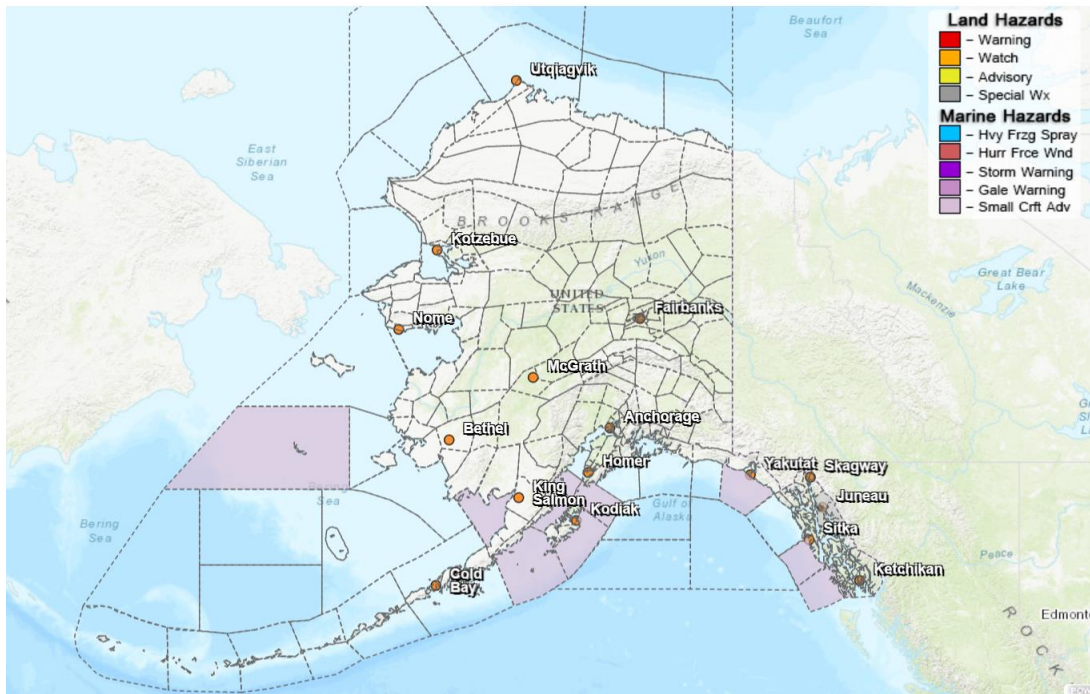 Beaufort
Sea
Land Hazards
– Warning
– Watch
– Advisory
– Special Wx
Marine Hazards
– Hvy Frzg Spray
– Hurr Frce Wnd
– Storm Warning
– Gale Warning
– Small Crft Adv
Utqiagvik
East
Siberian
Sea
BROOKS RANGE
Kotzebue
Yukon
Great Bear
Lake
Mackenzie
UNITED
STATES
Fairbanks
Nome
McGrath
Anchorage
Bethel
Homer
Yakutat
Skagway
King
Salmon
Kodiak
Juneau
Sea
Gulf of
Alaska
Bering
Sea
Sitka
Peace
Cold
Bay
Ketchikan
Edmont
ROCK